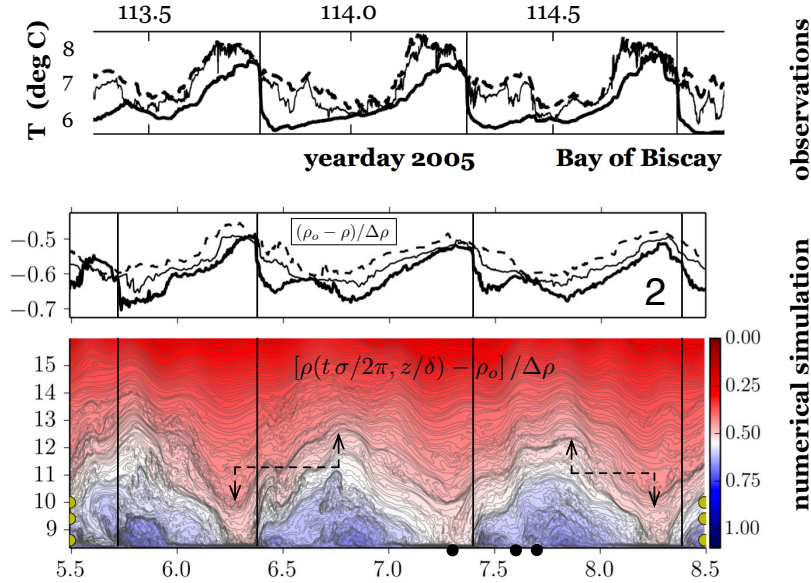 113.5 114.0 114.5
8
7
6
T (deg C)
yearday 2005 Bay of Biscay
observations
−0.5
−0.6
−0.7
(ρₒ − ρ)/Δρ
2
numerical simulation
[ρ(t σ/2π, z/δ) − ρₒ] /Δρ
15
14
13
12
11
10
9
0.00
0.25
0.50
0.75
1.00
5.5 6.0 6.5 7.0 7.5 8.0 8.5